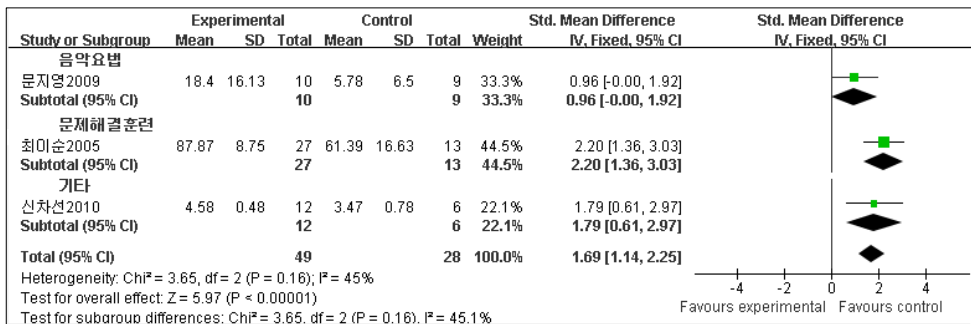 Experimental Control Std. Mean Difference Std. Mean Difference
Study or Subgroup Mean SD Total Mean SD Total Weight IV, Fixed, 95% CI IV, Fixed, 95% CI
음악요법
문지영2009 18.4 16.13 10 5.78 6.5 9 33.3% 0.96 [-0.00, 1.92]
Subtotal (95% CI) 10 9 33.3% 0.96 [-0.00, 1.92]
문제해결훈련
최미순2005 87.87 8.75 27 61.39 16.63 13 44.5% 2.20 [1.36, 3.03]
Subtotal (95% CI) 27 13 44.5% 2.20 [1.36, 3.03]
기타
신차선2010 4.58 0.48 12 3.47 0.78 6 22.1% 1.79 [0.61, 2.97]
Subtotal (95% CI) 12 6 22.1% 1.79 [0.61, 2.97]
Total (95% CI) 49 28 100.0% 1.69 [1.14, 2.25]
Heterogeneity: Chi² = 3.65, df = 2 (P = 0.16); I² = 45%
Test for overall effect: Z = 5.97 (P < 0.00001)
Test for subgroup differences: Chi² = 3.65, df = 2 (P = 0.16), I² = 45.1%
-4 -2 0 2 4
Favours experimental Favours control